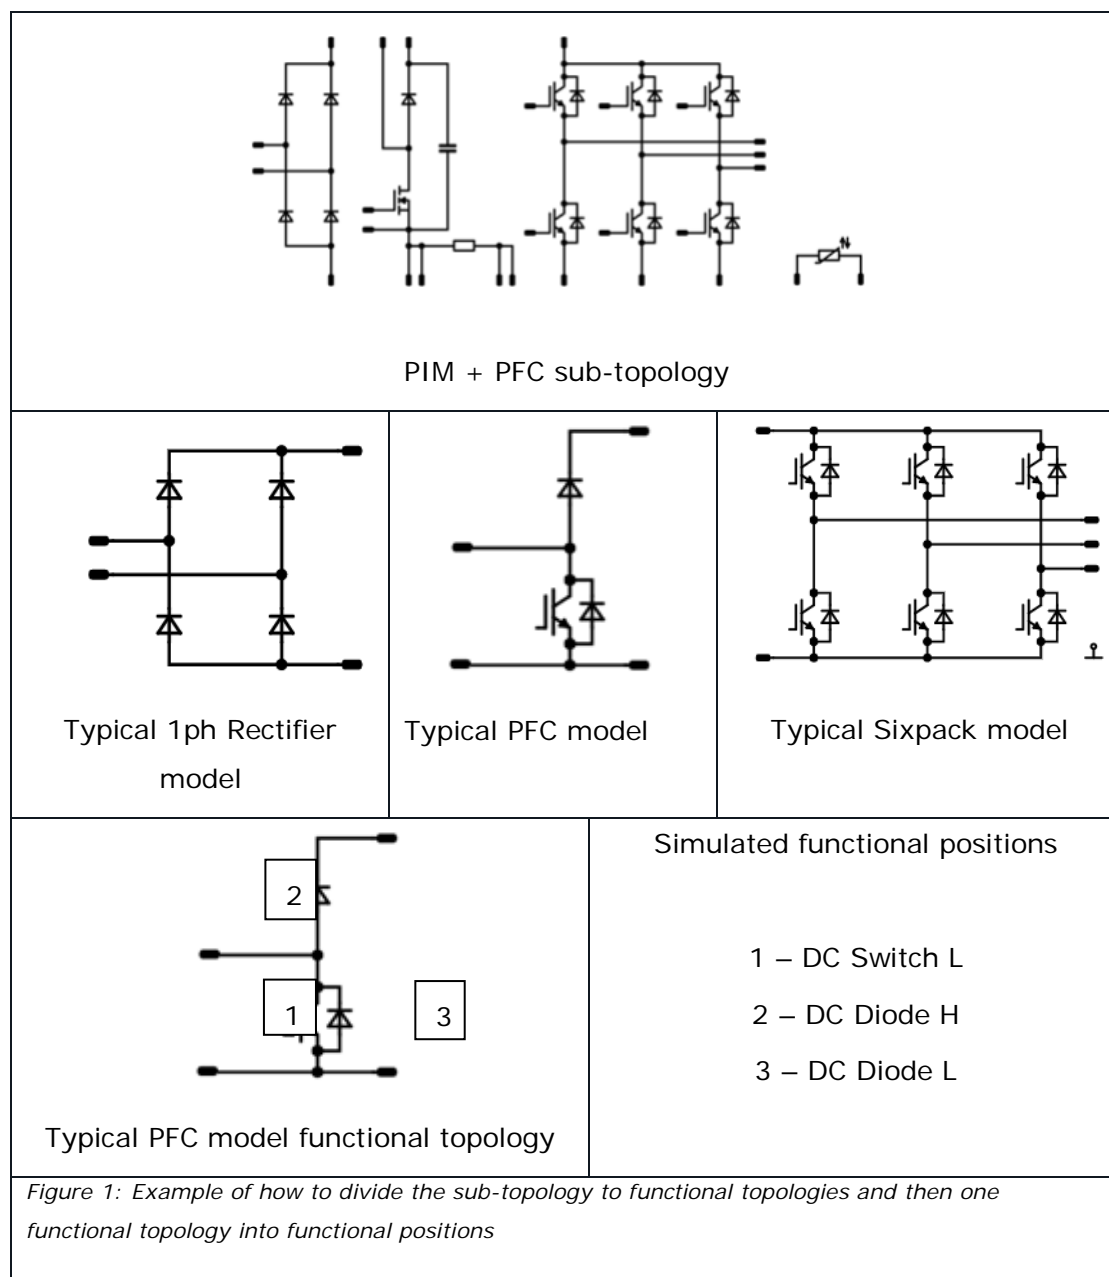 PIM + PFC sub-topology
Typical 1ph Rectifier
model
Typical PFC model
Typical Sixpack model
2
1
3
Typical PFC model functional topology
Simulated functional positions
1 – DC Switch L
2 – DC Diode H
3 – DC Diode L
Figure 1: Example of how to divide the sub-topology to functional topologies and then one
functional topology into functional positions